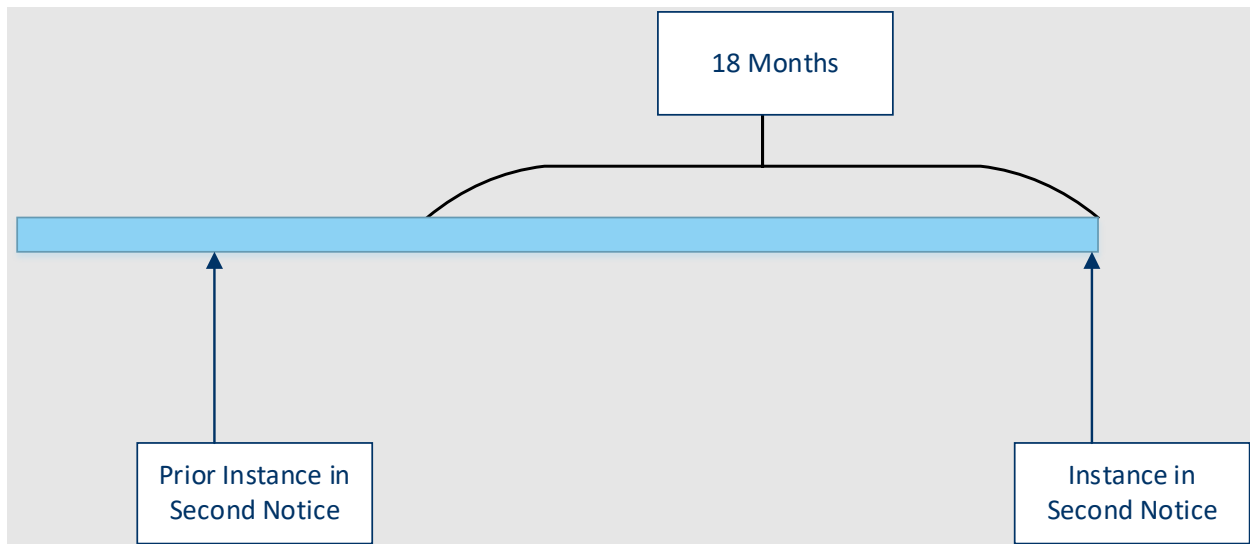 18 Months
Prior Instance in
Second Notice
Instance in
Second Notice